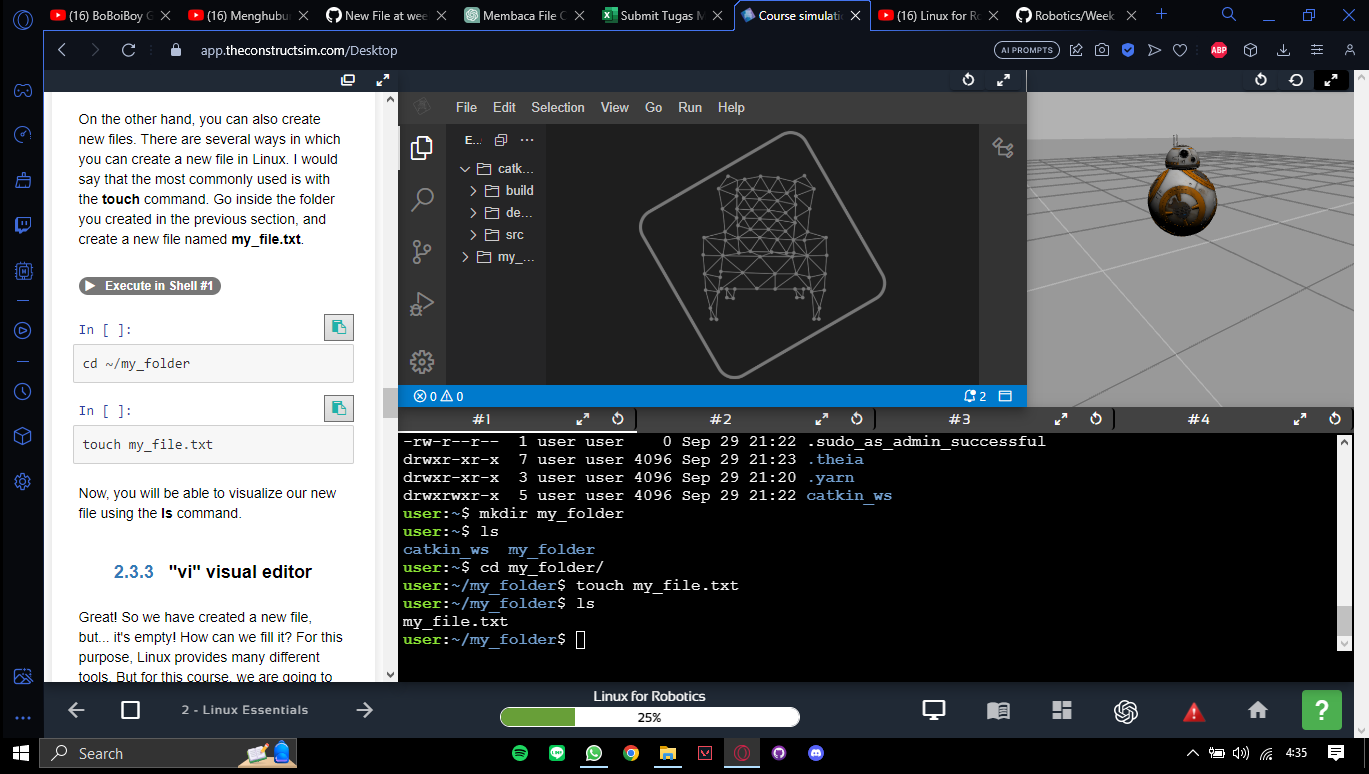 (16) BoBoiBoy G
(16) Menghubun
New File at wee
Membaca File C
Submit Tugas M
Course simulatio
(16) Linux for Ro
Robotics/Week
app.theconstructsim.com/Desktop
AI PROMPTS
ABP
On the other hand, you can also create
new files. There are several ways in which
you can create a new file in Linux. I would
say that the most commonly used is with
the touch command. Go inside the folder
you created in the previous section, and
create a new file named my_file.txt.
Execute in Shell #1
In [ ]:
cd ~/my_folder
In [ ]:
touch my_file.txt
Now, you will be able to visualize our new
file using the ls command.
2.3.3 "vi" visual editor
Great! So we have created a new file,
but... it's empty! How can we fill it? For this
purpose, Linux provides many different
tools. But for this course, we are going to
File Edit Selection View Go Run Help
E...
catk...
build
de...
src
my_...
0 0
2
#1 #2 #3 #4
-rw-r--r-- 1 user user 0 Sep 29 21:22 .sudo_as_admin_successful
drwxr-xr-x 7 user user 4096 Sep 29 21:23 .theia
drwxr-xr-x 3 user user 4096 Sep 29 21:20 .yarn
drwxrwxr-x 5 user user 4096 Sep 29 21:22 catkin_ws
user:~$ mkdir my_folder
user:~$ ls
catkin_ws my_folder
user:~$ cd my_folder/
user:~/my_folder$ touch my_file.txt
user:~/my_folder$ ls
my_file.txt
user:~/my_folder$
2 - Linux Essentials
Linux for Robotics
25%
?
Search
LINE
4:35